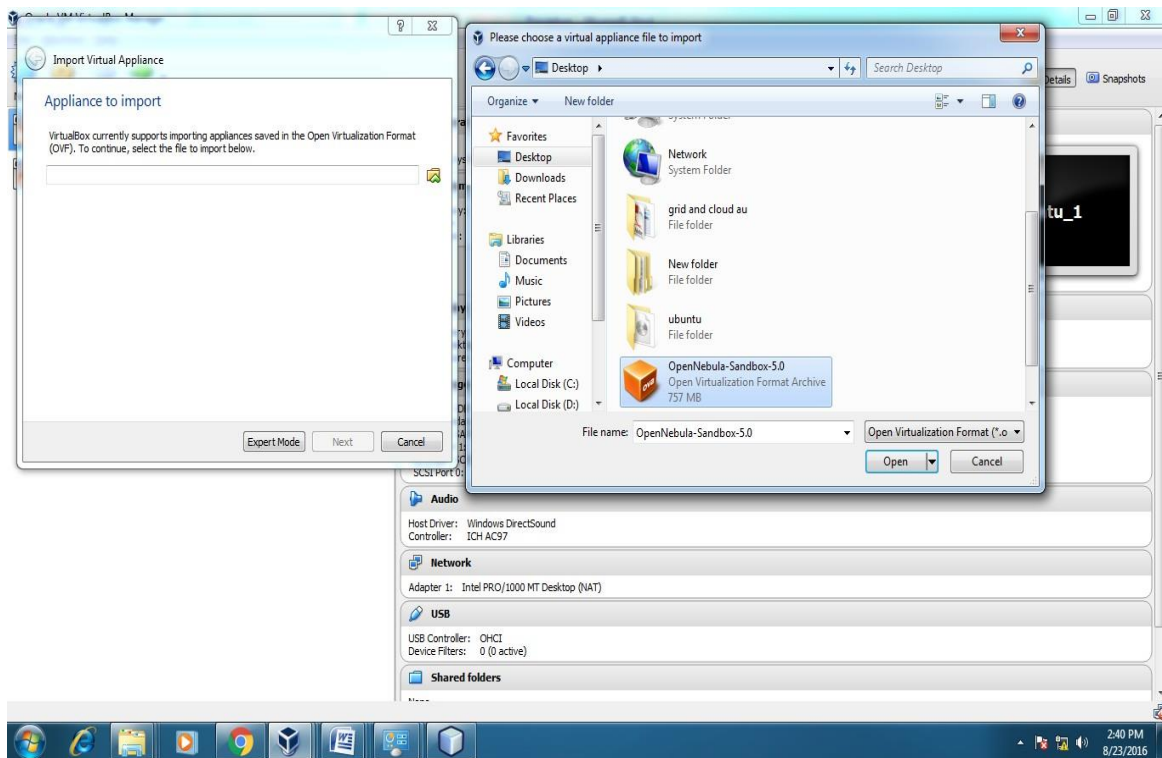 Import Virtual Appliance
Appliance to import
VirtualBox currently supports importing appliances saved in the Open Virtualization Format
(OVF). To continue, select the file to import below.
Expert Mode Next Cancel
Please choose a virtual appliance file to import
Desktop
Search Desktop
Organize New folder
Favorites
Desktop
Downloads
Recent Places
Libraries
Documents
Music
Pictures
Videos
Computer
Local Disk (C:)
Local Disk (D:)
System Folder
Network
System Folder
grid and cloud au
File folder
New folder
File folder
ubuntu
File folder
OVA
OpenNebula-Sandbox-5.0
Open Virtualization Format Archive
757 MB
File name: OpenNebula-Sandbox-5.0
Open Virtualization Format (*.o
Open Cancel
Details Snapshots
tu_1
SCSI Port 0:
Audio
Host Driver: Windows DirectSound
Controller: ICH AC97
Network
Adapter 1: Intel PRO/1000 MT Desktop (NAT)
USB
USB Controller: OHCI
Device Filters: 0 (0 active)
Shared folders
2:40 PM
8/23/2016